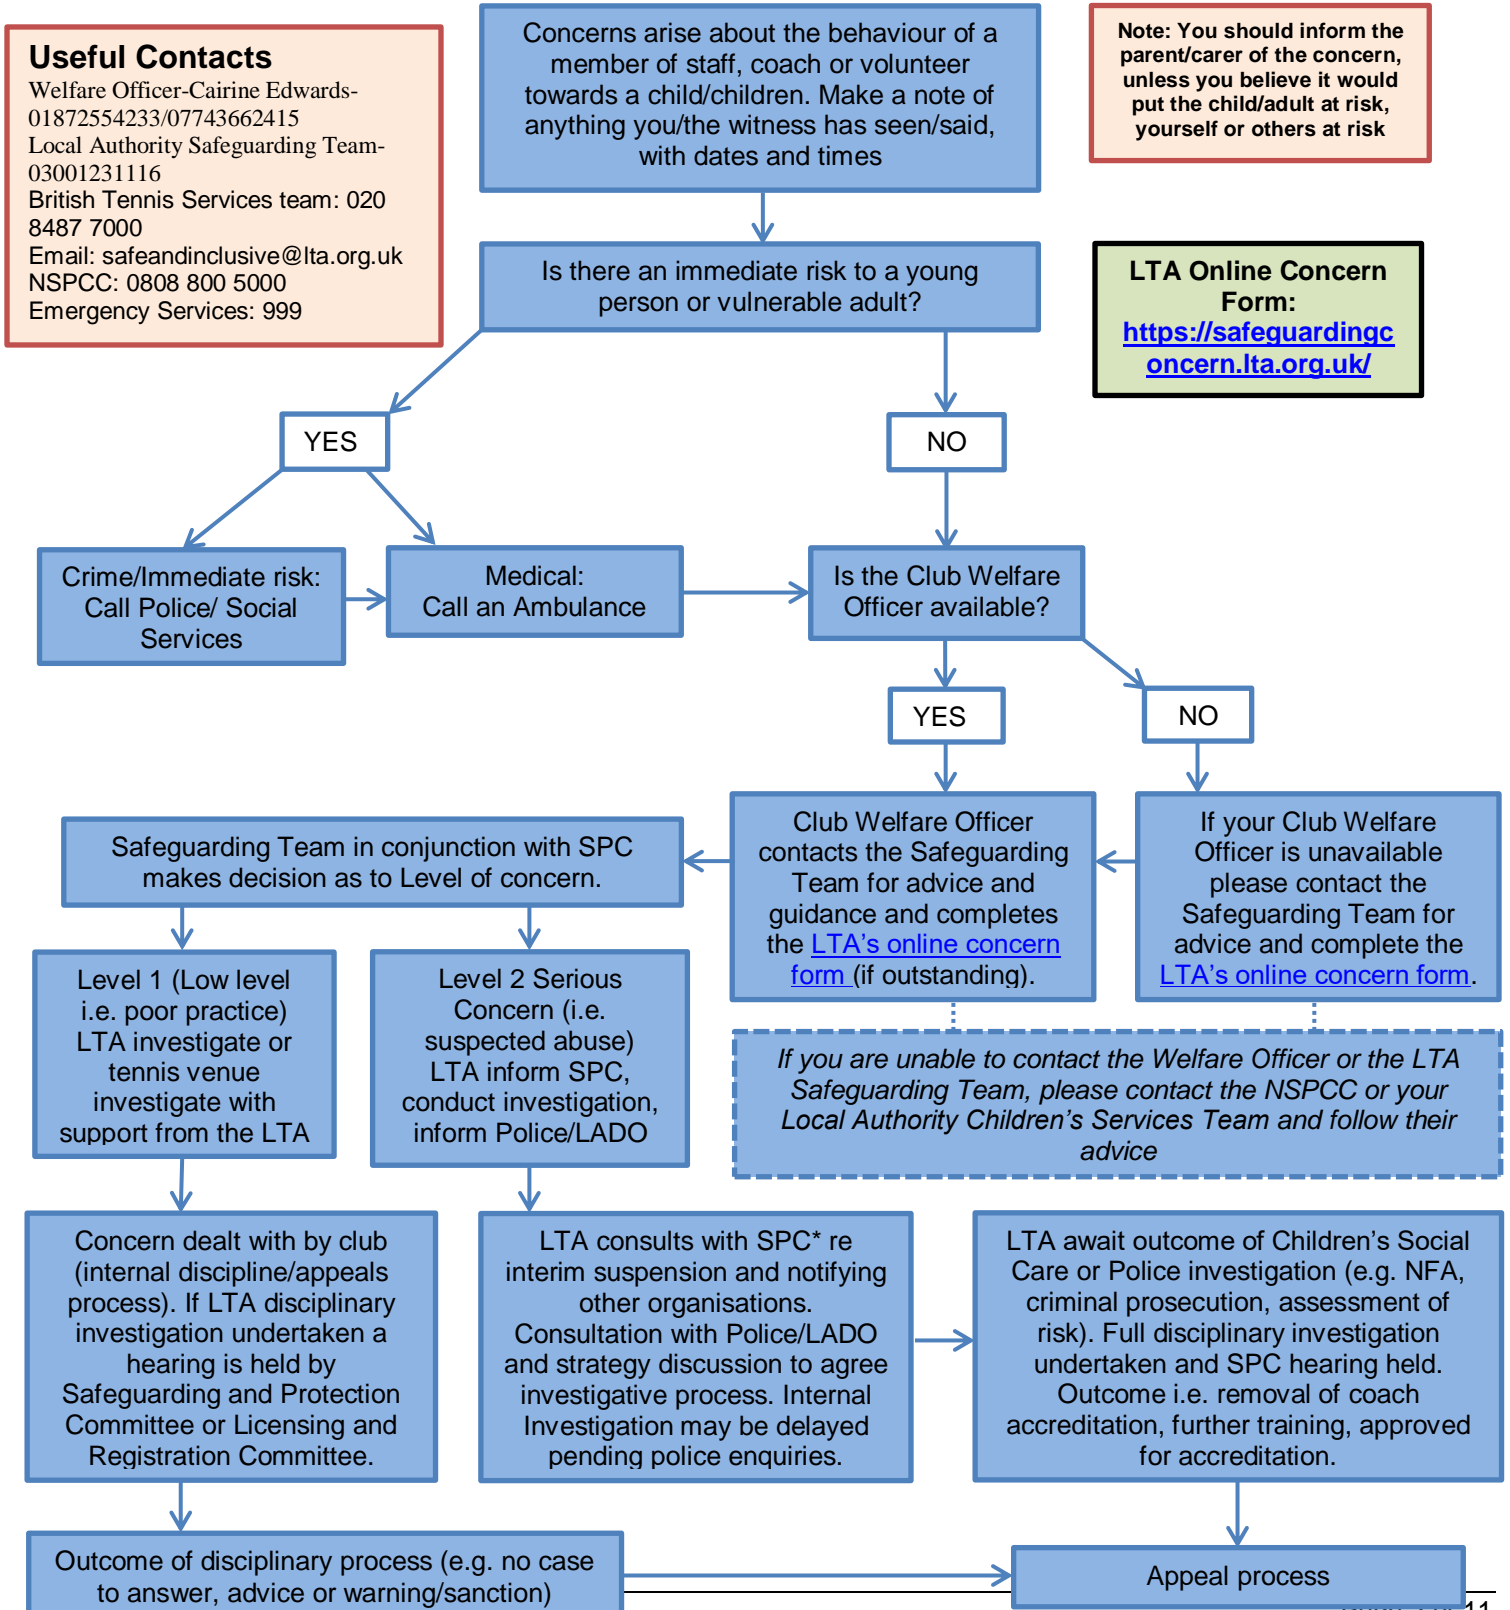 Useful Contacts
Welfare Officer-Cairine Edwards-
01872554233/07743662415
Local Authority Safeguarding Team-
03001231116
British Tennis Services team: 020
8487 7000
Email: safeandinclusive@lta.org.uk
NSPCC: 0808 800 5000
Emergency Services: 999
Concerns arise about the behaviour of a
member of staff, coach or volunteer
towards a child/children. Make a note of
anything you/the witness has seen/said,
with dates and times
Note: You should inform the
parent/carer of the concern,
unless you believe it would
put the child/adult at risk,
yourself or others at risk
Is there an immediate risk to a young
person or vulnerable adult?
LTA Online Concern
Form:
https://safeguardingc
oncern.lta.org.uk/
YES
NO
Crime/Immediate risk:
Call Police/ Social
Services
Medical:
Call an Ambulance
Is the Club Welfare
Officer available?
YES
NO
Safeguarding Team in conjunction with SPC
makes decision as to Level of concern.
Club Welfare Officer
contacts the Safeguarding
Team for advice and
guidance and completes
the LTA's online concern
form (if outstanding).
If your Club Welfare
Officer is unavailable
please contact the
Safeguarding Team for
advice and complete the
LTA's online concern form.
Level 1 (Low level
i.e. poor practice)
LTA investigate or
tennis venue
investigate with
support from the LTA
Level 2 Serious
Concern (i.e.
suspected abuse)
LTA inform SPC,
conduct investigation,
inform Police/LADO
If you are unable to contact the Welfare Officer or the LTA
Safeguarding Team, please contact the NSPCC or your
Local Authority Children's Services Team and follow their
advice
Concern dealt with by club
(internal discipline/appeals
process). If LTA disciplinary
investigation undertaken a
hearing is held by
Safeguarding and Protection
Committee or Licensing and
Registration Committee.
LTA consults with SPC* re
interim suspension and notifying
other organisations.
Consultation with Police/LADO
and strategy discussion to agree
investigative process. Internal
Investigation may be delayed
pending police enquiries.
LTA await outcome of Children's Social
Care or Police investigation (e.g. NFA,
criminal prosecution, assessment of
risk). Full disciplinary investigation
undertaken and SPC hearing held.
Outcome i.e. removal of coach
accreditation, further training, approved
for accreditation.
Outcome of disciplinary process (e.g. no case
to answer, advice or warning/sanction)
Appeal process
11